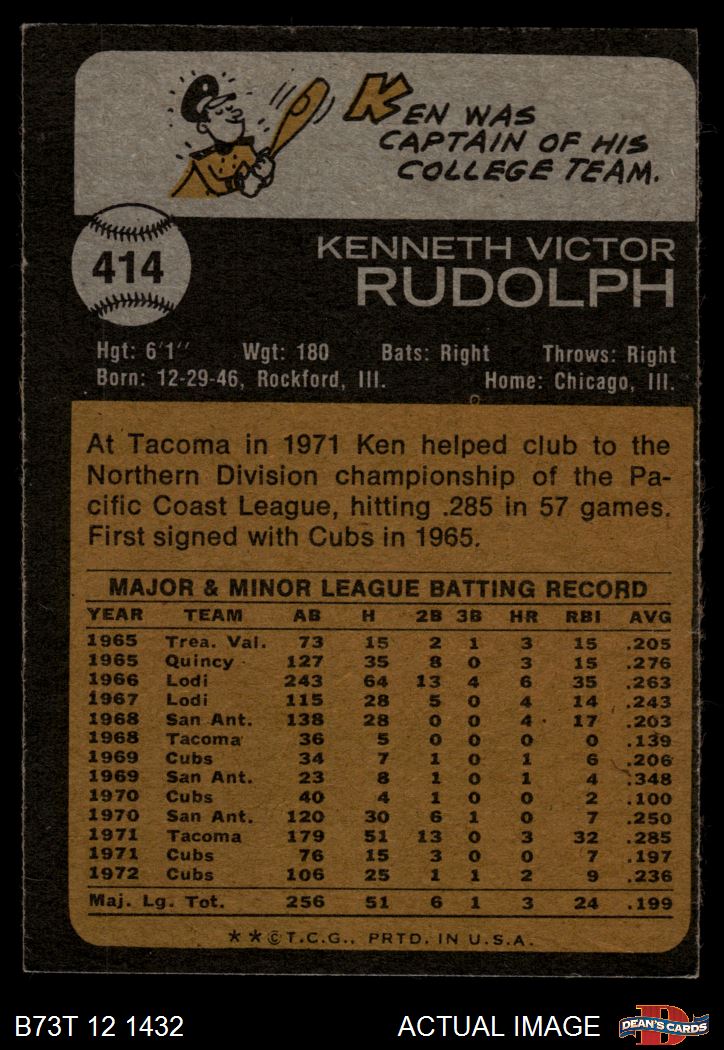 KEN WAS
CAPTAIN OF HIS
COLLEGE TEAM.
414
KENNETH VICTOR
RUDOLPH
Hgt: 6'1" Wgt: 180 Bats: Right Throws: Right
Born: 12-29-46, Rockford, Ill. Home: Chicago, Ill.
At Tacoma in 1971 Ken helped club to the
Northern Division championship of the Pa-
cific Coast League, hitting .285 in 57 games.
First signed with Cubs in 1965.
MAJOR & MINOR LEAGUE BATTING RECORD
YEAR TEAM AB H 2B 3B HR RBI AVG
1965 Trea. Val. 73 15 2 1 3 15 .205
1965 Quincy 127 35 8 0 3 15 .276
1966 Lodi 243 64 13 4 6 35 .263
1967 Lodi 115 28 5 0 4 14 .243
1968 San Ant. 138 28 0 0 4 17 .203
1968 Tacoma 36 5 0 0 0 0 .139
1969 Cubs 34 7 1 0 1 6 .206
1969 San Ant. 23 8 1 0 1 4 .348
1970 Cubs 40 4 1 0 0 2 .100
1970 San Ant. 120 30 6 1 0 7 .250
1971 Tacoma 179 51 13 0 3 32 .285
1971 Cubs 76 15 3 0 0 7 .197
1972 Cubs 106 25 1 1 2 9 .236
Maj. Lg. Tot. 256 51 6 1 3 24 .199
**©T.C.G., PRTD. IN U.S.A.
B73T 12 1432 ACTUAL IMAGE
D
DEAN'S CARDS